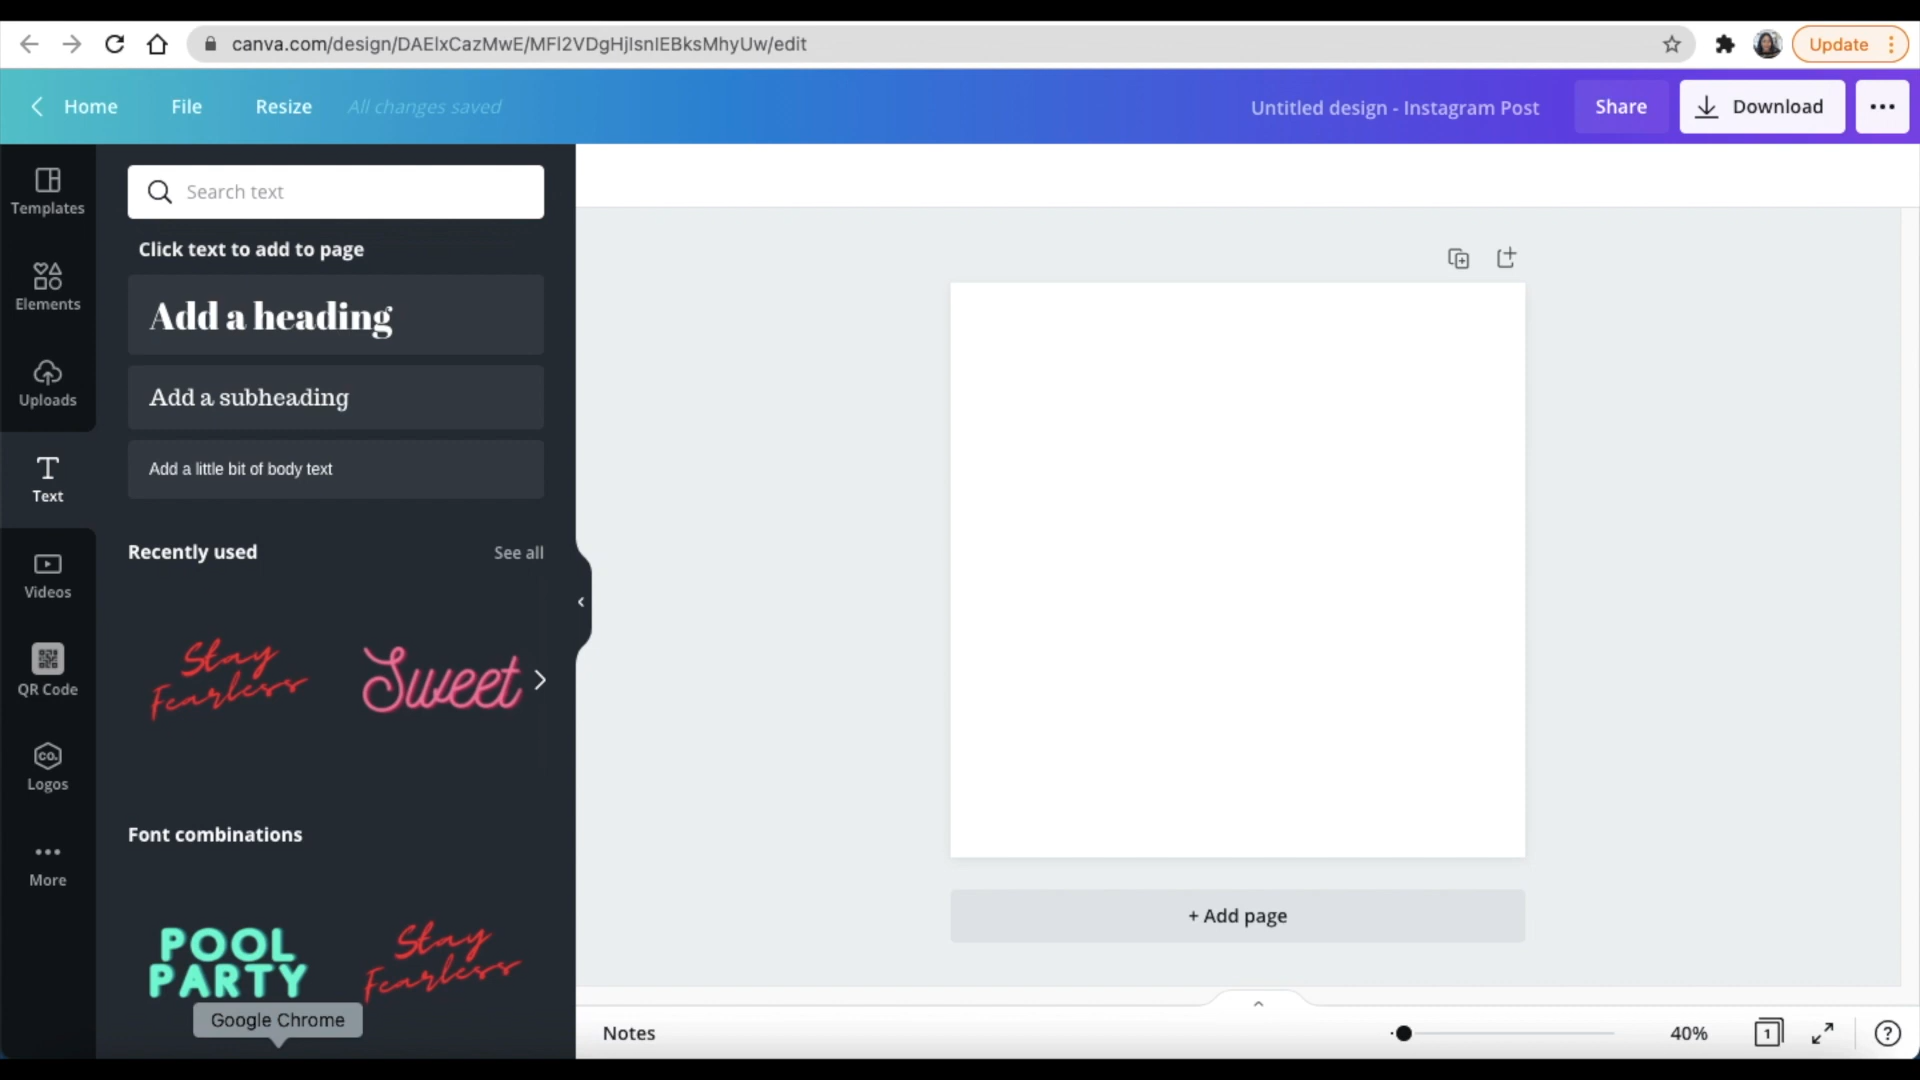 canva.com/design/DAElxCazMwE/MFl2VDgHjIsnIEBksMhyUw/edit
Update
Home
File
Resize
All changes saved
Untitled design - Instagram Post
Share
Download
Templates
Elements
Uploads
Text
Videos
QR Code
CO.
Logos
More
Search text
Click text to add to page
Add a heading
Add a subheading
Add a little bit of body text
Recently used
See all
Stay
Fearless
Sweet
Font combinations
POOL
PARTY
Stay
Fearless
Google Chrome
+ Add page
Notes
40%
1
?